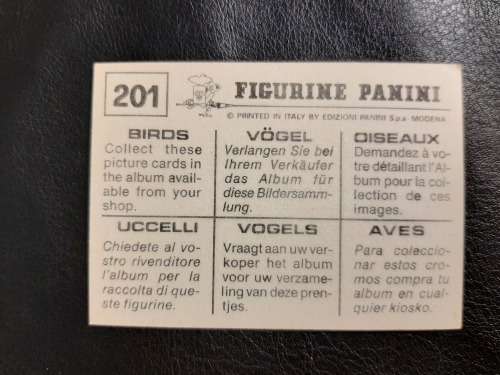 201
FIGURINE PANINI
© PRINTED IN ITALY BY EDIZIONI PANINI S.p.a. MODENA
BIRDS
Collect these
picture cards in
the album avail-
able from your
shop.
VÖGEL
Verlangen Sie bei
Ihrem Verkäufer
das Album für
diese Bildersamm-
lung.
OISEAUX
Demandez à vo-
tre détaillant l'Al-
bum pour la col-
lection de ces
images.
UCCELLI
Chiedete al vo-
stro rivenditore
l'album per la
raccolta di que-
ste figurine.
VOGELS
Vraagt aan uw ver-
koper het album
voor uw verzame-
ling van deze pren-
tjes.
AVES
Para coleccio-
nar estos cro-
mos compra tu
album en cual-
quier kiosko.